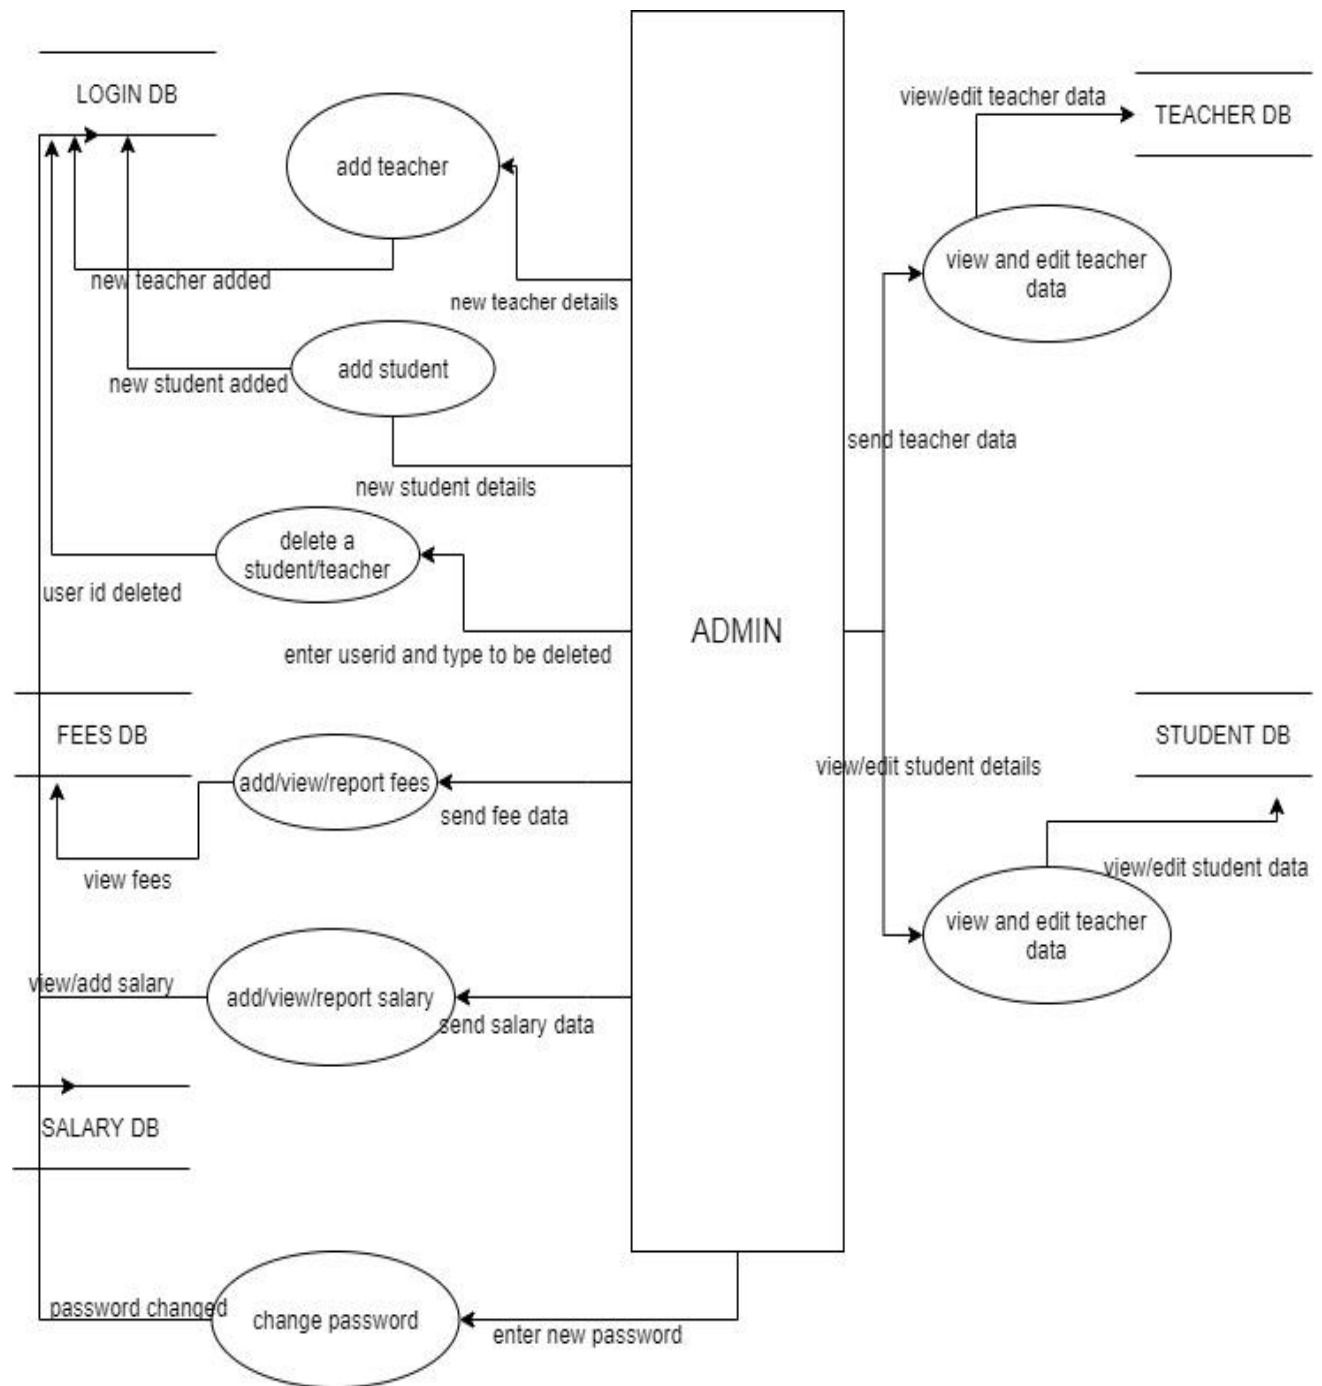 LOGIN DB
view/edit teacher data
TEACHER DB
add teacher
view and edit teacher
data
new teacher added
new teacher details
add student
new student added
send teacher data
new student details
delete a
student/teacher
user id deleted
ADMIN
enter userid and type to be deleted
FEES DB
STUDENT DB
add/view/report fees
view/edit student details
send fee data
view fees
view/edit student data
view and edit teacher
data
view/add salary
add/view/report salary
send salary data
SALARY DB
password changed
change password
enter new password